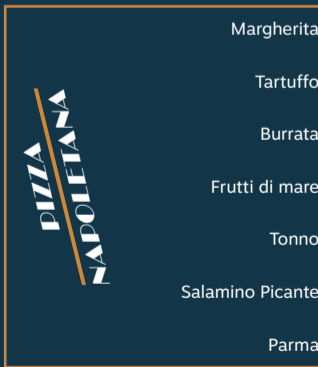 PIZZA
NAPOLETANA
Margherita
Tartuffo
Burrata
Frutti di mare
Tonno
Salamino Picante
Parma